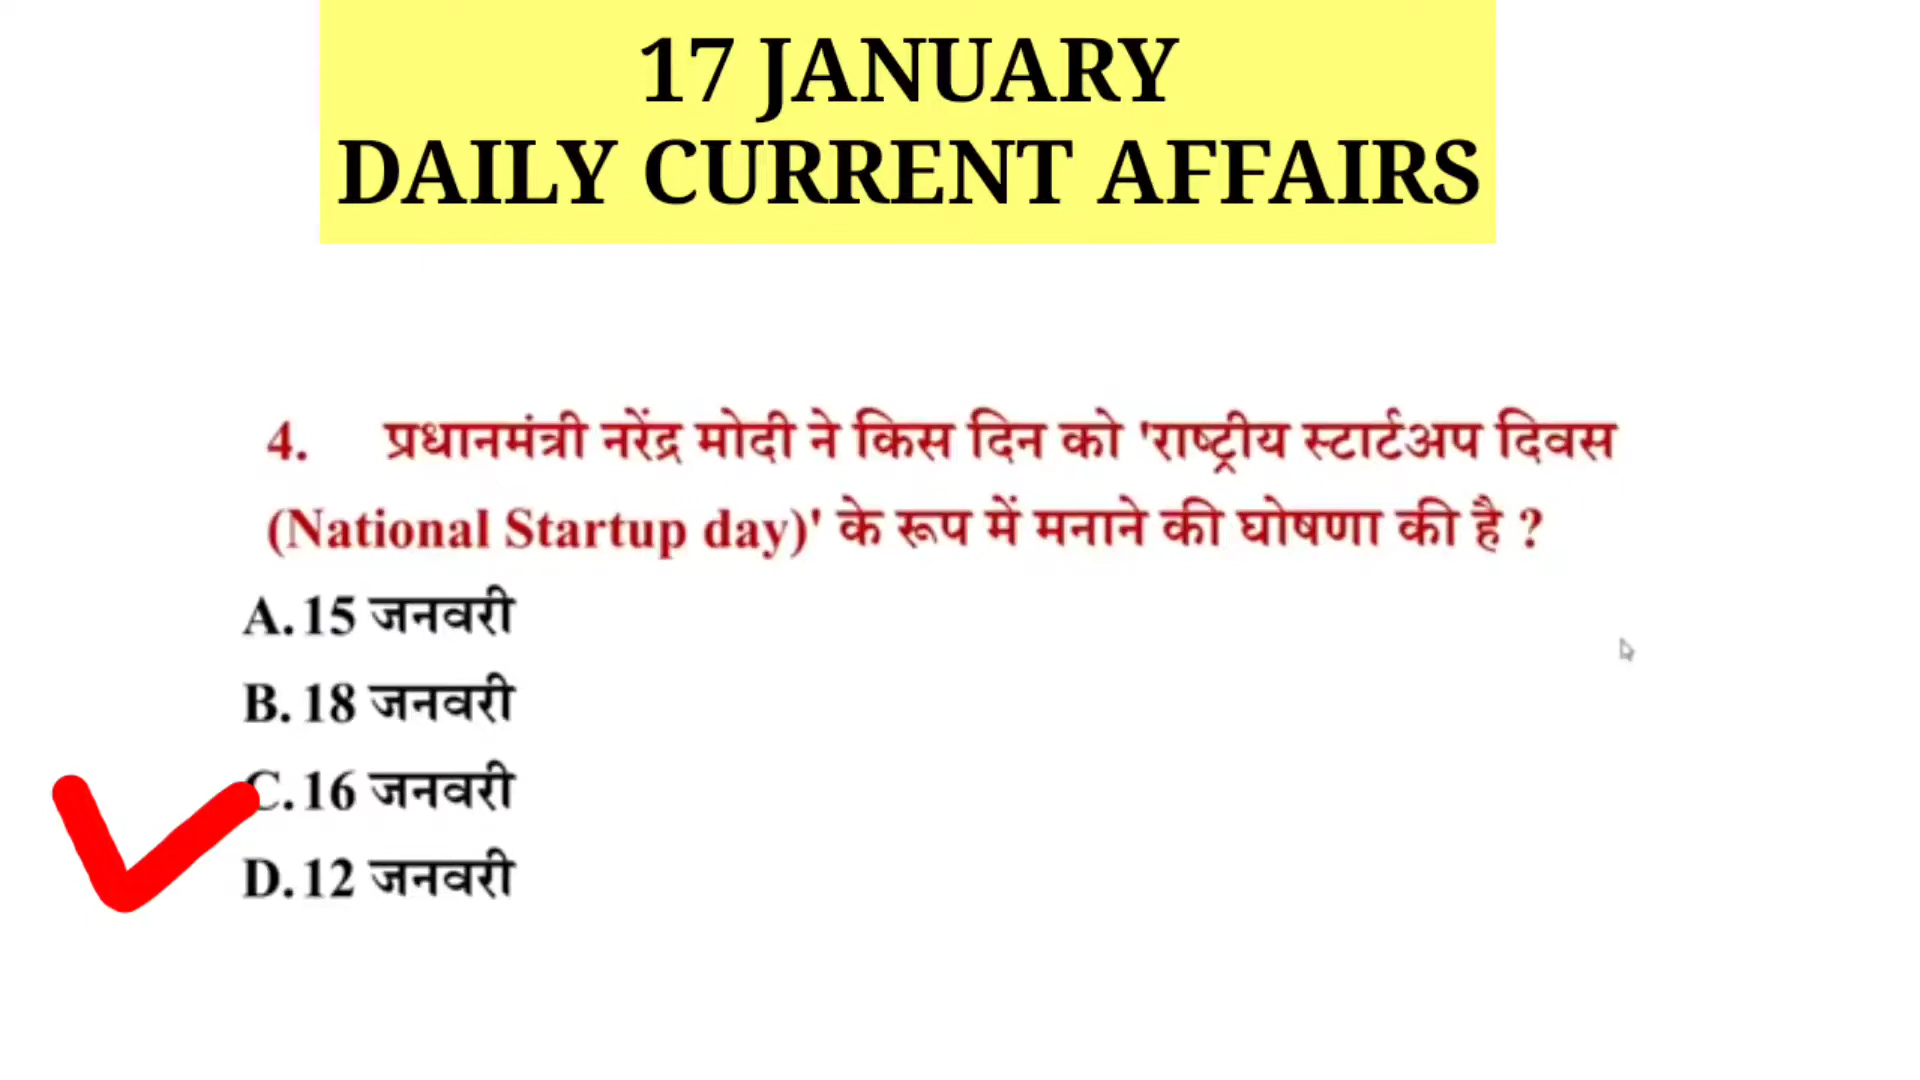 17 JANUARY
DAILY CURRENT AFFAIRS
4. प्रधानमंत्री नरेंद्र मोदी ने किस दिन को 'राष्ट्रीय स्टार्टअप दिवस
(National Startup day)' के रूप में मनाने की घोषणा की है ?
A. 15 जनवरी
B. 18 जनवरी
C. 16 जनवरी
D. 12 जनवरी